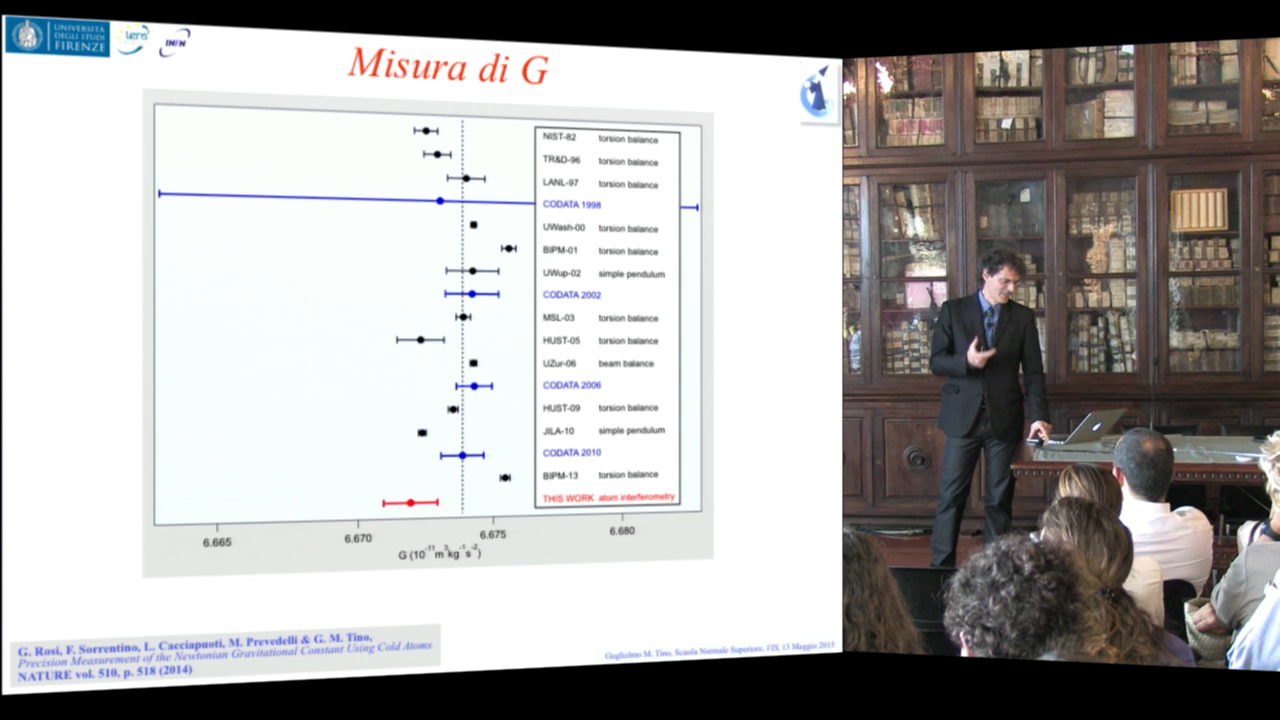 UNIVERSITÀ
DEGLI STUDI
FIRENZE
lens
INFN
Misura di G
NIST-82 torsion balance
TR&D-96 torsion balance
LANL-97 torsion balance
CODATA 1998
UWash-00 torsion balance
BIPM-01 torsion balance
UWup-02 simple pendulum
CODATA 2002
MSL-03 torsion balance
HUST-05 torsion balance
UZur-06 beam balance
CODATA 2006
HUST-09 torsion balance
JILA-10 simple pendulum
CODATA 2010
BIPM-13 torsion balance
THIS WORK atom interferometry
6.665 6.670 6.675 6.680
G (10⁻¹¹m³kg⁻¹s⁻²)
G. Rosi, F. Sorrentino, L. Cacciapuoti, M. Prevedelli & G. M. Tino,
Precision Measurement of the Newtonian Gravitational Constant Using Cold Atoms
NATURE vol. 510, p. 518 (2014)
Guglielmo M. Tino, Scuola Normale Superiore, VIS, 13 Maggio 2015